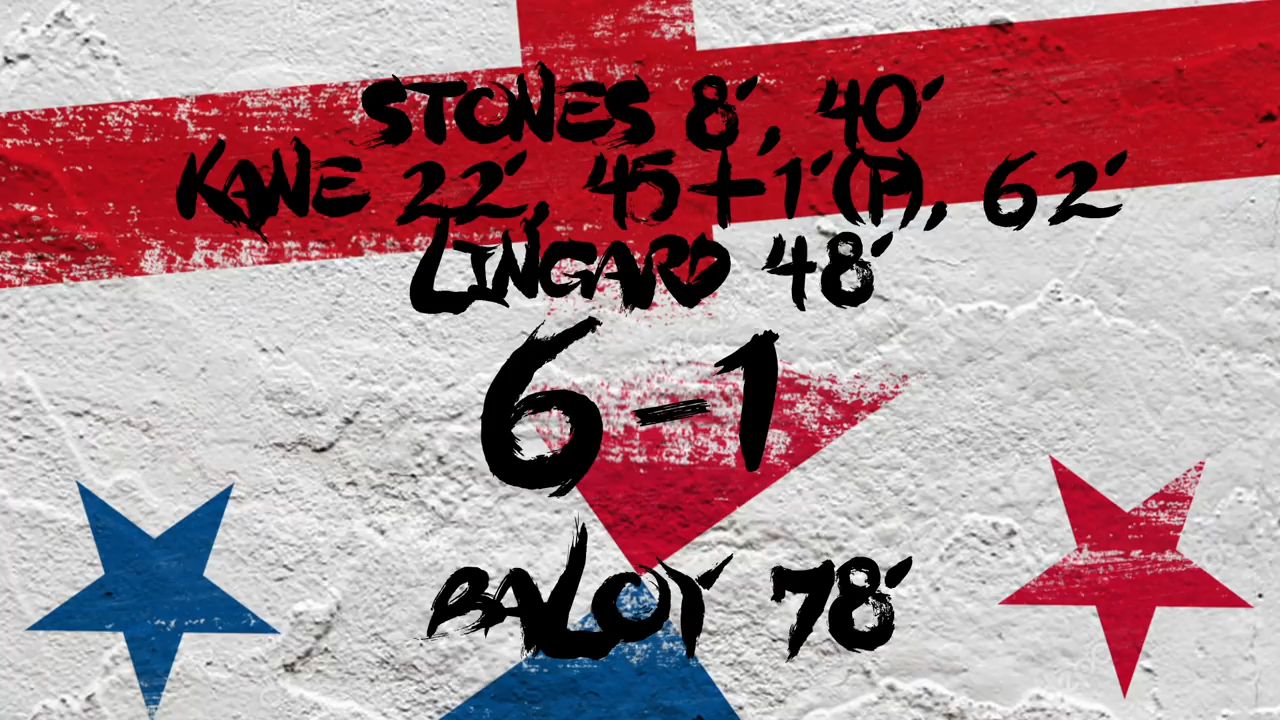 STONES 8', 40'
KANE 22', 45+1'(P), 62'
LINGARD 48'
6-1
BALOY 78'